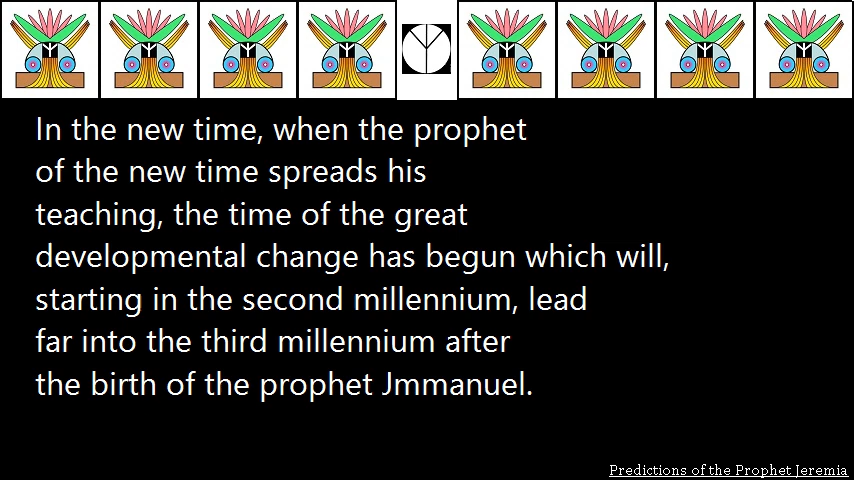 In the new time, when the prophet
of the new time spreads his
teaching, the time of the great
developmental change has begun which will,
starting in the second millennium, lead
far into the third millennium after
the birth of the prophet Jmmanuel.
Predictions of the Prophet Jeremia